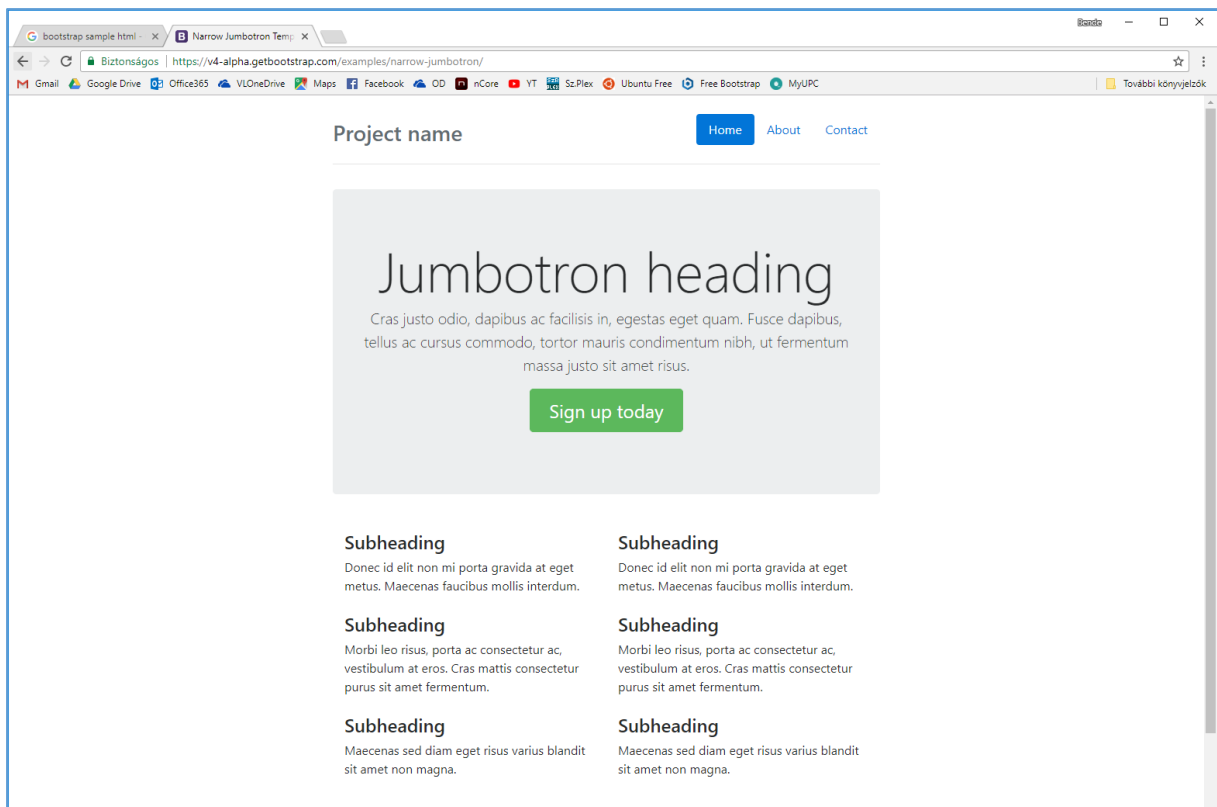 bootstrap sample html -
Narrow Jumbotron Temp
Bende
Biztonságos https://v4-alpha.getbootstrap.com/examples/narrow-jumbotron/
Gmail Google Drive Office365 VLOneDrive Maps Facebook OD nCore YT Sz.Plex Ubuntu Free Free Bootstrap MyUPC További könyvjelzők
Project name Home About Contact
Jumbotron heading
Cras justo odio, dapibus ac facilisis in, egestas eget quam. Fusce dapibus,
tellus ac cursus commodo, tortor mauris condimentum nibh, ut fermentum
massa justo sit amet risus.
Sign up today
Subheading
Donec id elit non mi porta gravida at eget
metus. Maecenas faucibus mollis interdum.
Subheading
Morbi leo risus, porta ac consectetur ac,
vestibulum at eros. Cras mattis consectetur
purus sit amet fermentum.
Subheading
Maecenas sed diam eget risus varius blandit
sit amet non magna.
Subheading
Donec id elit non mi porta gravida at eget
metus. Maecenas faucibus mollis interdum.
Subheading
Morbi leo risus, porta ac consectetur ac,
vestibulum at eros. Cras mattis consectetur
purus sit amet fermentum.
Subheading
Maecenas sed diam eget risus varius blandit
sit amet non magna.